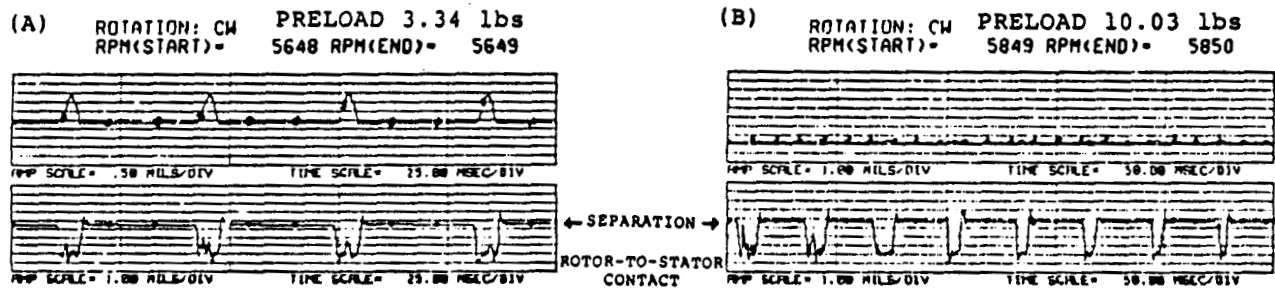 (A) ROTATION: CW PRELOAD 3.34 lbs
RPM(START)= 5648 RPM(END)= 5649
AMP SCALE= .50 MILS/DIV TIME SCALE= 25.00 MSEC/DIV
AMP SCALE= 1.00 MILS/DIV TIME SCALE= 25.00 MSEC/DIV
←SEPARATION→
ROTOR-TO-STATOR
CONTACT
(B) ROTATION: CW PRELOAD 10.03 lbs
RPM(START)= 5849 RPM(END)= 5850
AMP SCALE= 1.00 MILS/DIV TIME SCALE= 50.00 MSEC/DIV
AMP SCALE= 1.00 MILS/DIV TIME SCALE= 50.00 MSEC/DIV